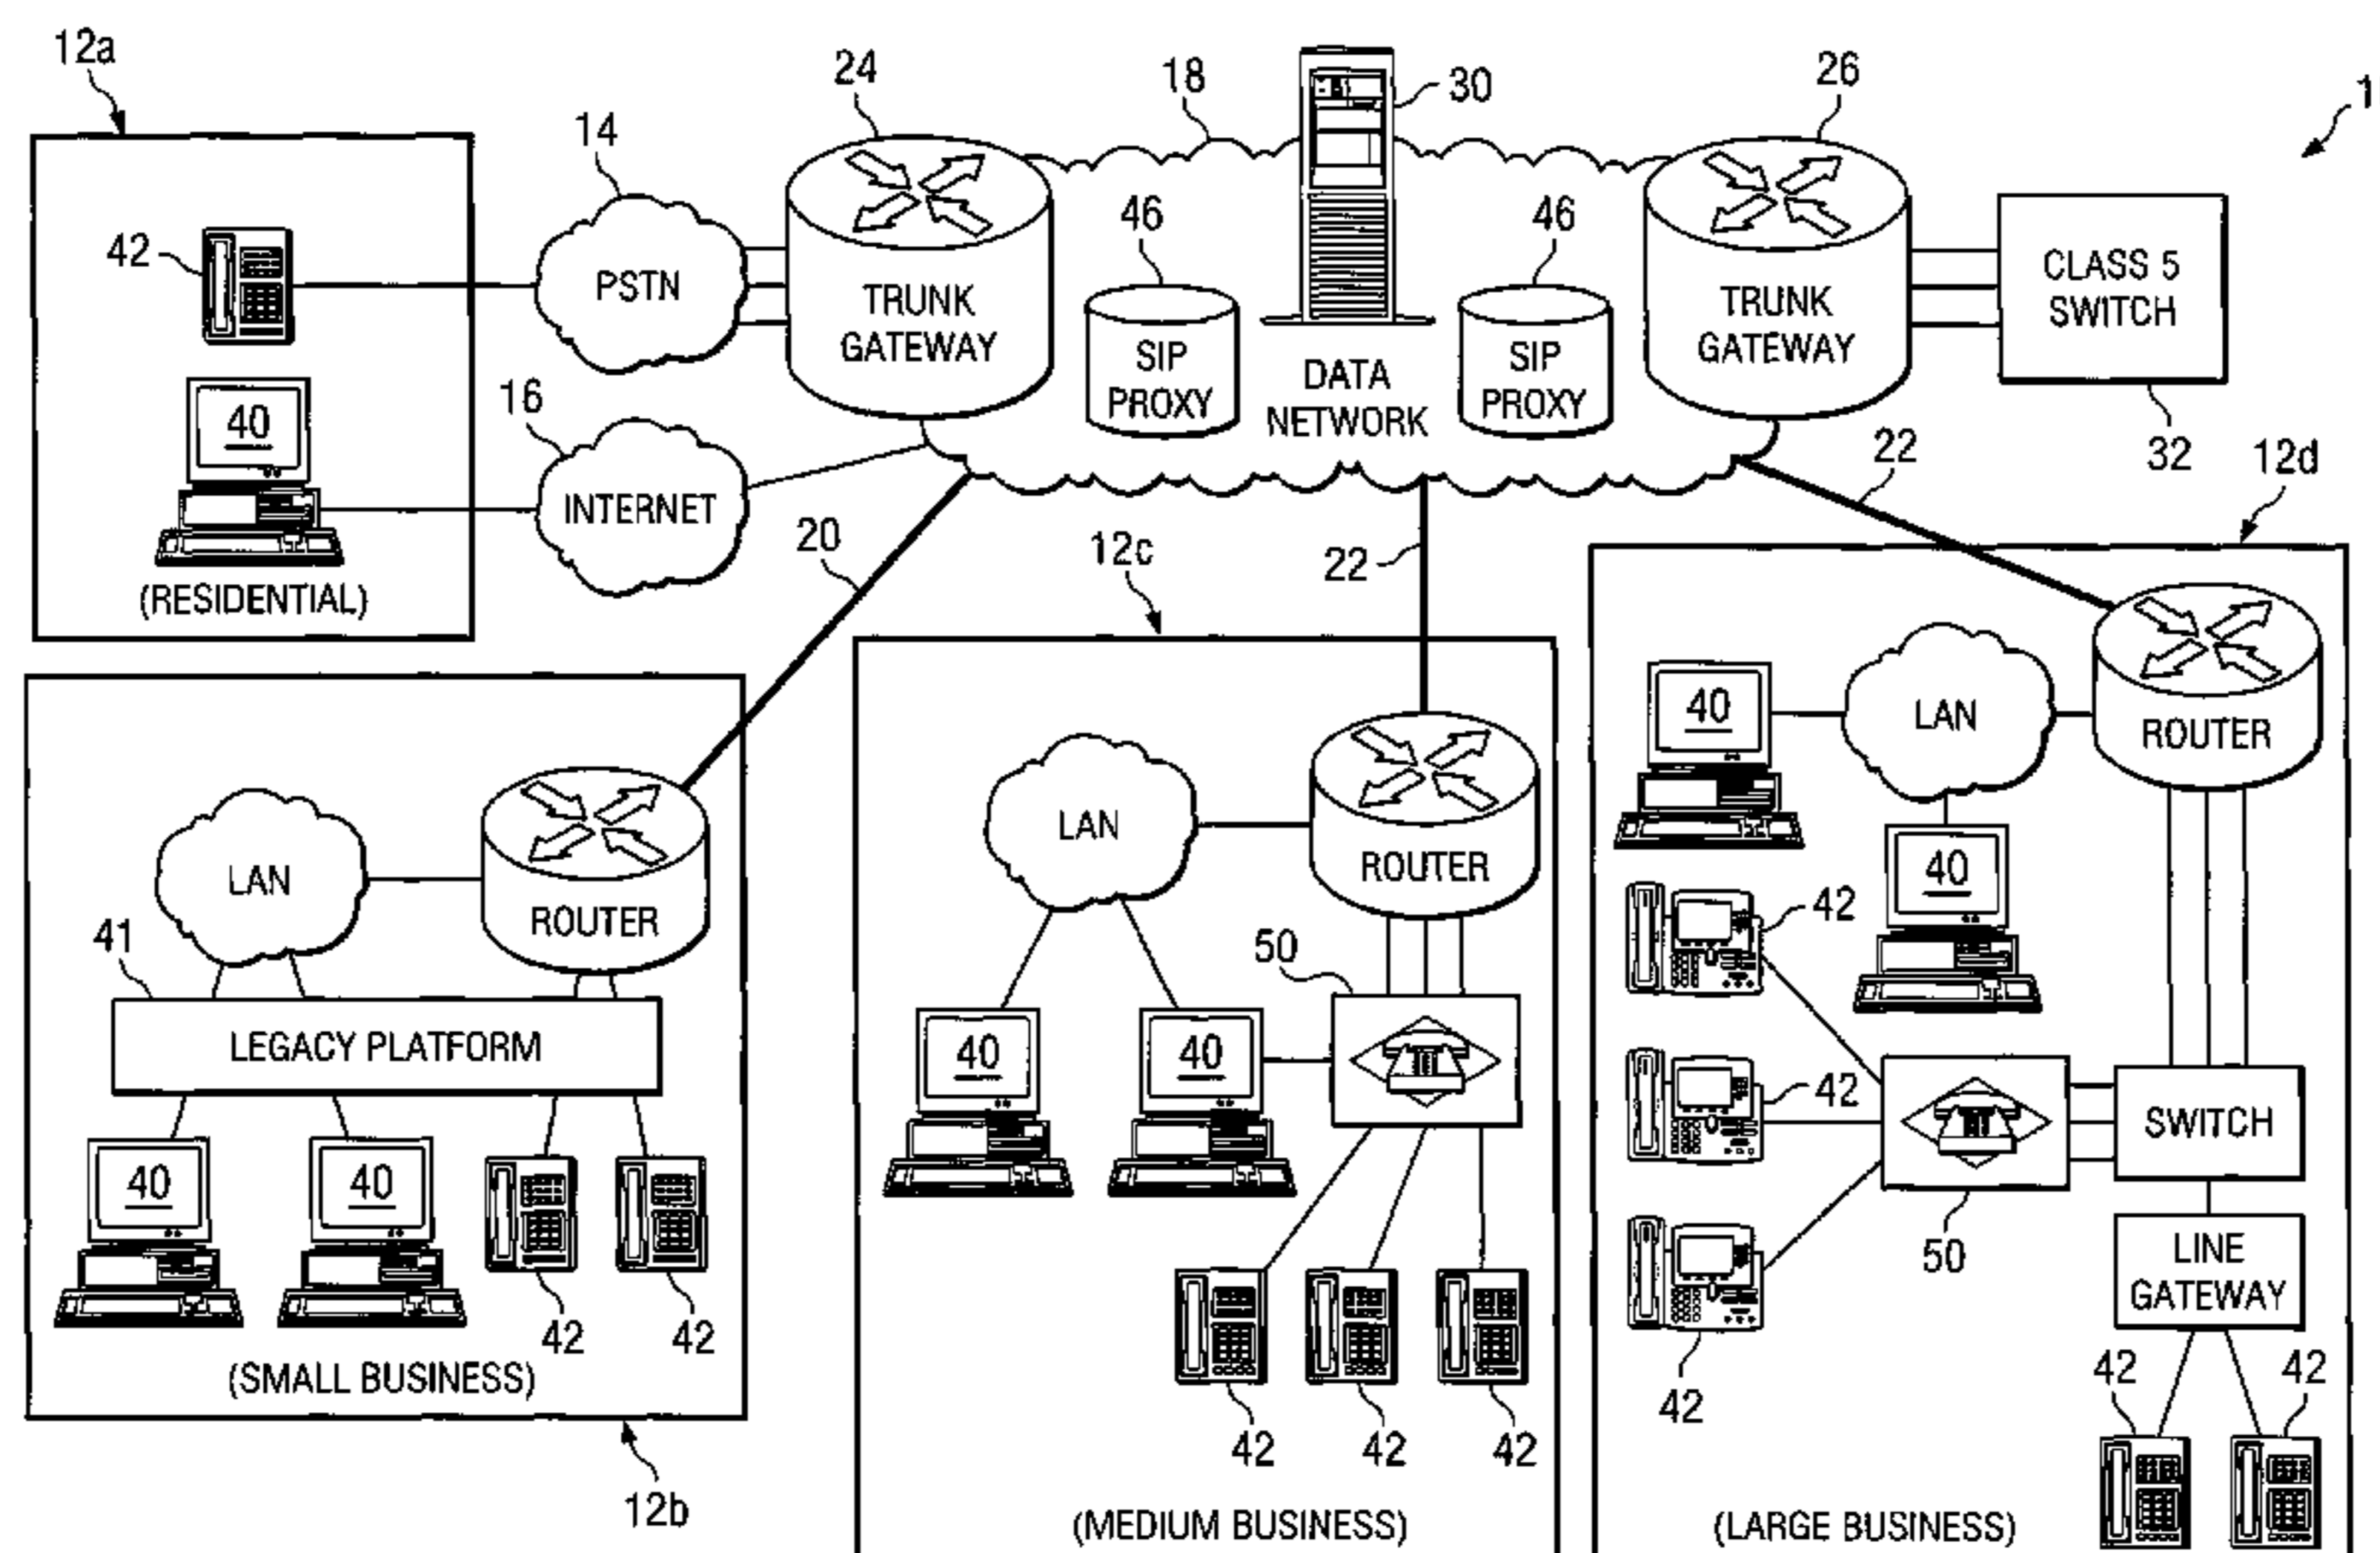 12a
24
18
30
26
1
14
46
46
42
PSTN
TRUNK
GATEWAY
SIP
PROXY
DATA
NETWORK
SIP
PROXY
TRUNK
GATEWAY
CLASS 5
SWITCH
32
40
16
INTERNET
(RESIDENTIAL)
20
12c
22
22
12d
LAN
ROUTER
41
LEGACY PLATFORM
40
40
42
42
(SMALL BUSINESS)
12b
LAN
ROUTER
50
40
40
42
42
42
(MEDIUM BUSINESS)
40
LAN
ROUTER
40
42
42
42
50
SWITCH
LINE
GATEWAY
42
42
(LARGE BUSINESS)